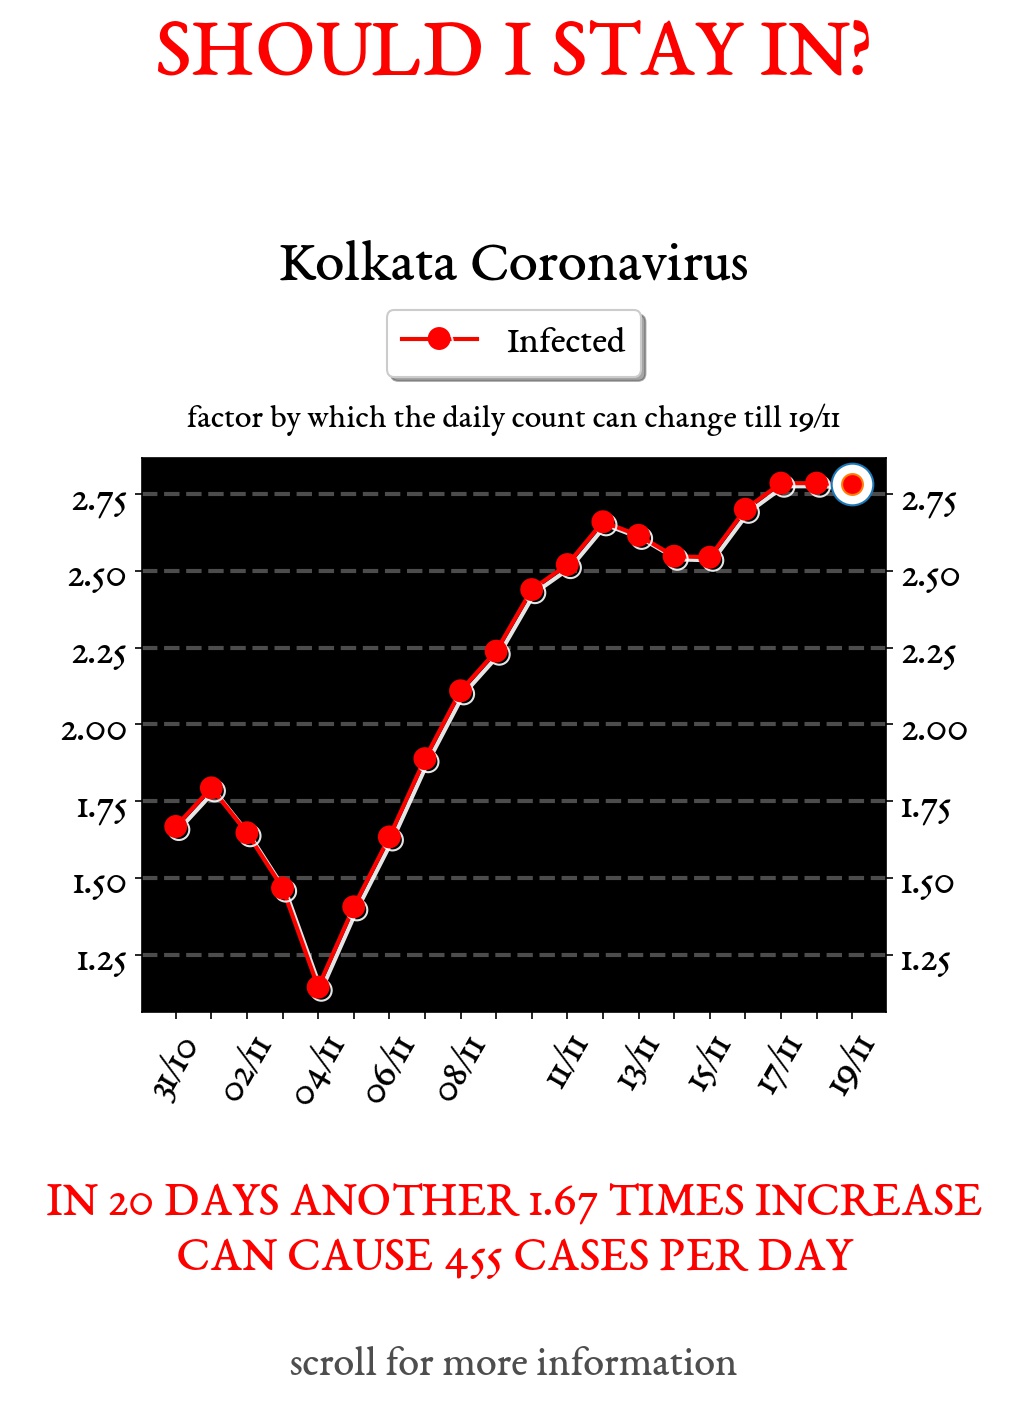 SHOULD I STAY IN?
Kolkata Coronavirus
Infected
factor by which the daily count can change till 19/11
2.75 2.75
2.50 2.50
2.25 2.25
2.00 2.00
1.75 1.75
1.50 1.50
1.25 1.25
31/10 02/11 04/11 06/11 08/11 11/11 13/11 15/11 17/11 19/11
IN 20 DAYS ANOTHER 1.67 TIMES INCREASE
CAN CAUSE 455 CASES PER DAY
scroll for more information